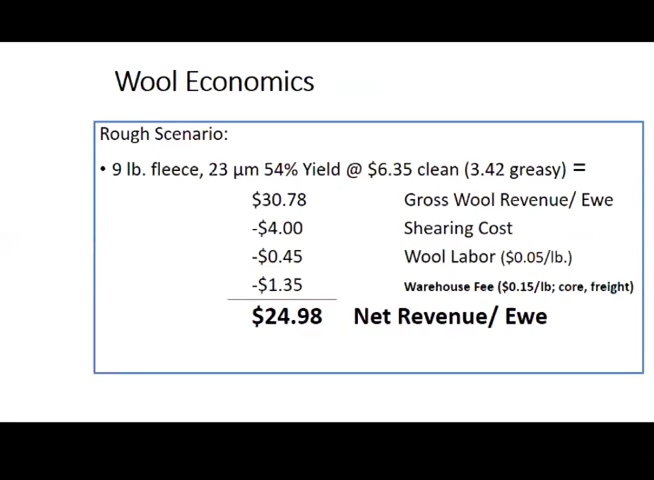 Wool Economics
Rough Scenario:
• 9 lb. fleece, 23 µm 54% Yield @ $6.35 clean (3.42 greasy) =
$30.78 Gross Wool Revenue/ Ewe
-$4.00 Shearing Cost
-$0.45 Wool Labor ($0.05/lb.)
-$1.35 Warehouse Fee ($0.15/lb; core, freight)
$24.98 Net Revenue/ Ewe